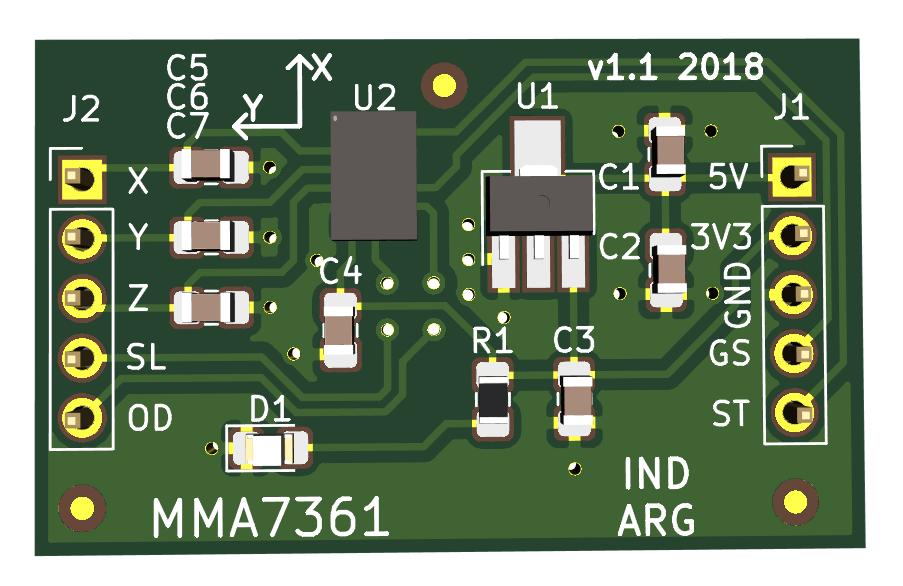 C5
C6
C7
X
Y
U2
U1
v1.1 2018
J2
J1
X
Y
Z
SL
OD
C1
C2
5V
3V3
GND
GS
ST
C4
R1
C3
D1
MMA7361
IND
ARG